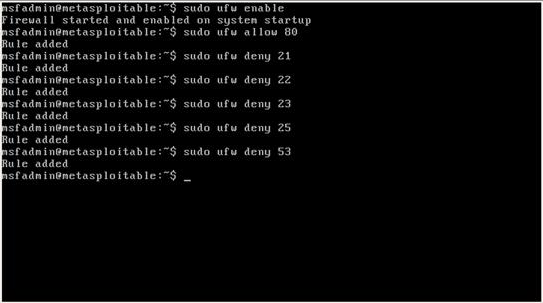 msfadmin@metasploitable:~$ sudo ufw enable
Firewall started and enabled on system startup
msfadmin@metasploitable:~$ sudo ufw allow 80
Rule added
msfadmin@metasploitable:~$ sudo ufw deny 21
Rule added
msfadmin@metasploitable:~$ sudo ufw deny 22
Rule added
msfadmin@metasploitable:~$ sudo ufw deny 23
Rule added
msfadmin@metasploitable:~$ sudo ufw deny 25
Rule added
msfadmin@metasploitable:~$ sudo ufw deny 53
Rule added
msfadmin@metasploitable:~$ _